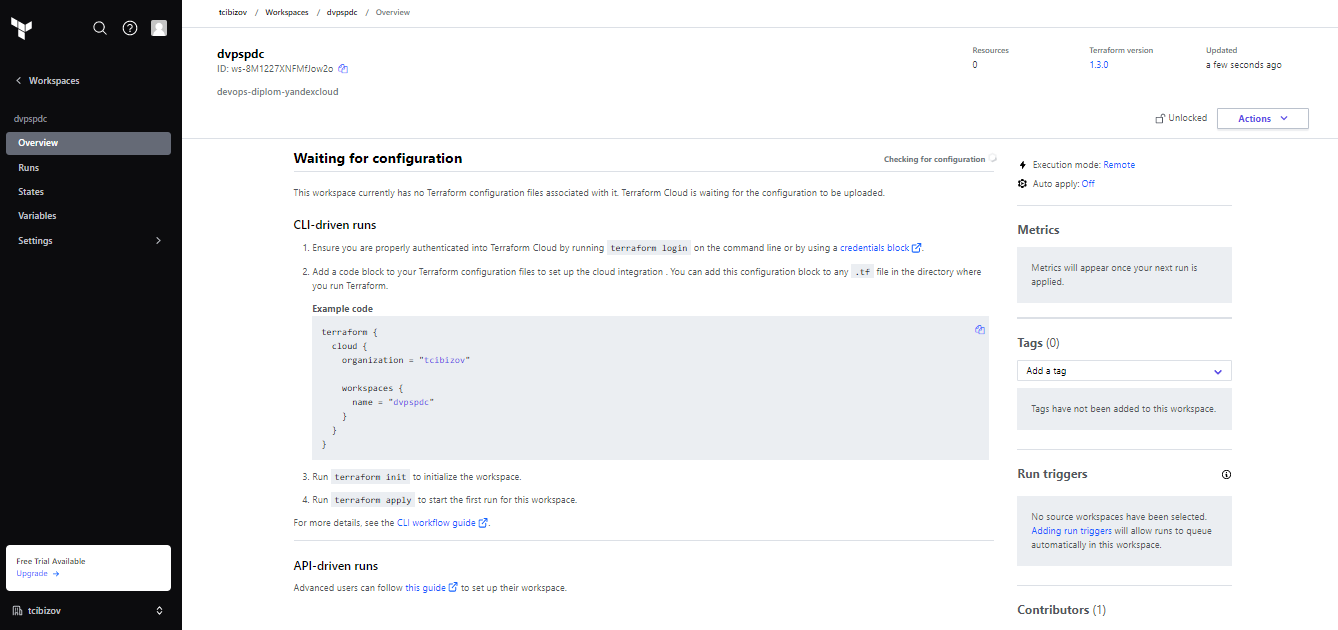 tcibizov / Workspaces / dvpspdc / Overview
Workspaces
dvpspdc
Overview
Runs
States
Variables
Settings
Free Trial Available
Upgrade
tcibizov
dvpspdc
ID: ws-8M1227XNFMfJow2o
devops-diplom-yandexcloud
Resources
0
Terraform version
1.3.0
Updated
a few seconds ago
Unlocked
Actions
Waiting for configuration
Checking for configuration
This workspace currently has no Terraform configuration files associated with it. Terraform Cloud is waiting for the configuration to be uploaded.
CLI-driven runs
1. Ensure you are properly authenticated into Terraform Cloud by running terraform login on the command line or by using a credentials block.
2. Add a code block to your Terraform configuration files to set up the cloud integration . You can add this configuration block to any .tf file in the directory where
you run Terraform.
Example code
terraform {
cloud {
organization = "tcibizov"
workspaces {
name = "dvpspdc"
}
}
}
3. Run terraform init to initialize the workspace.
4. Run terraform apply to start the first run for this workspace.
For more details, see the CLI workflow guide.
API-driven runs
Advanced users can follow this guide to set up their workspace.
Execution mode: Remote
Auto apply: Off
Metrics
Metrics will appear once your next run is
applied.
Tags (0)
Add a tag
Tags have not been added to this workspace.
Run triggers
No source workspaces have been selected.
Adding run triggers will allow runs to queue
automatically in this workspace.
Contributors (1)